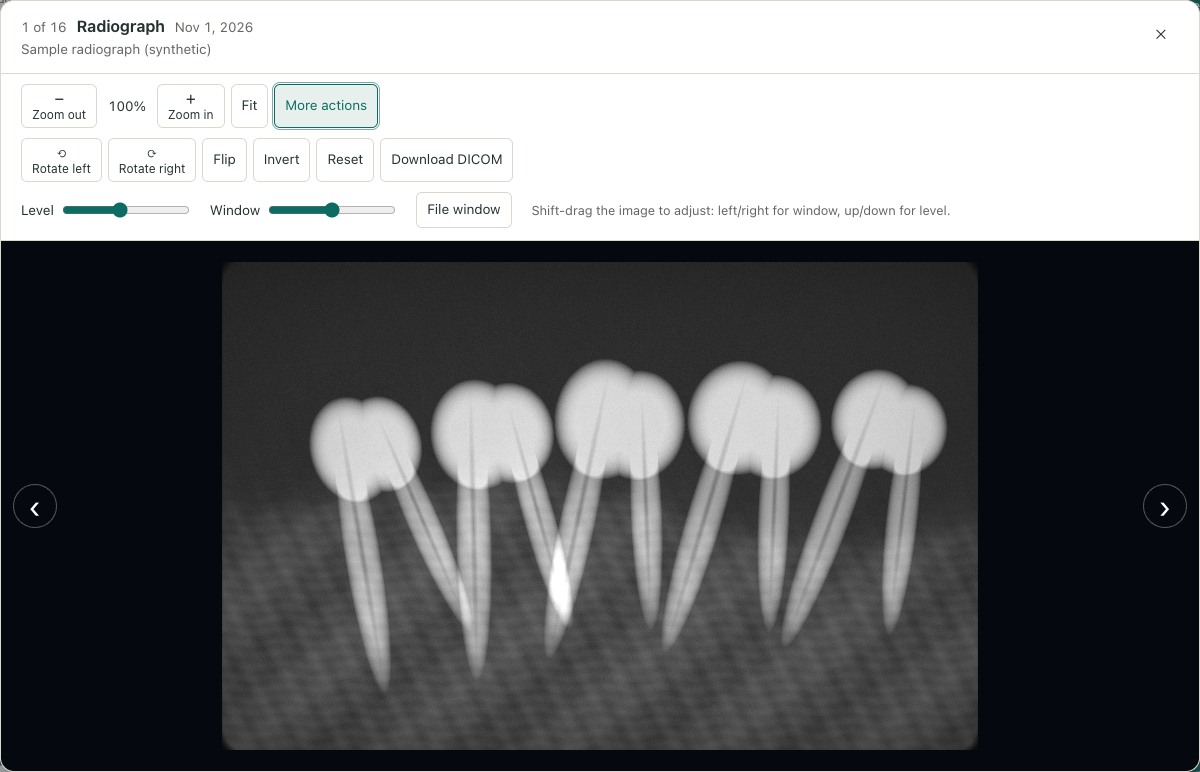 1 of 16 Radiograph Nov 1, 2026
Sample radiograph (synthetic)
− Zoom out 100% + Zoom in Fit More actions
Rotate left Rotate right Flip Invert Reset Download DICOM
Level Window File window Shift-drag the image to adjust: left/right for window, up/down for level.